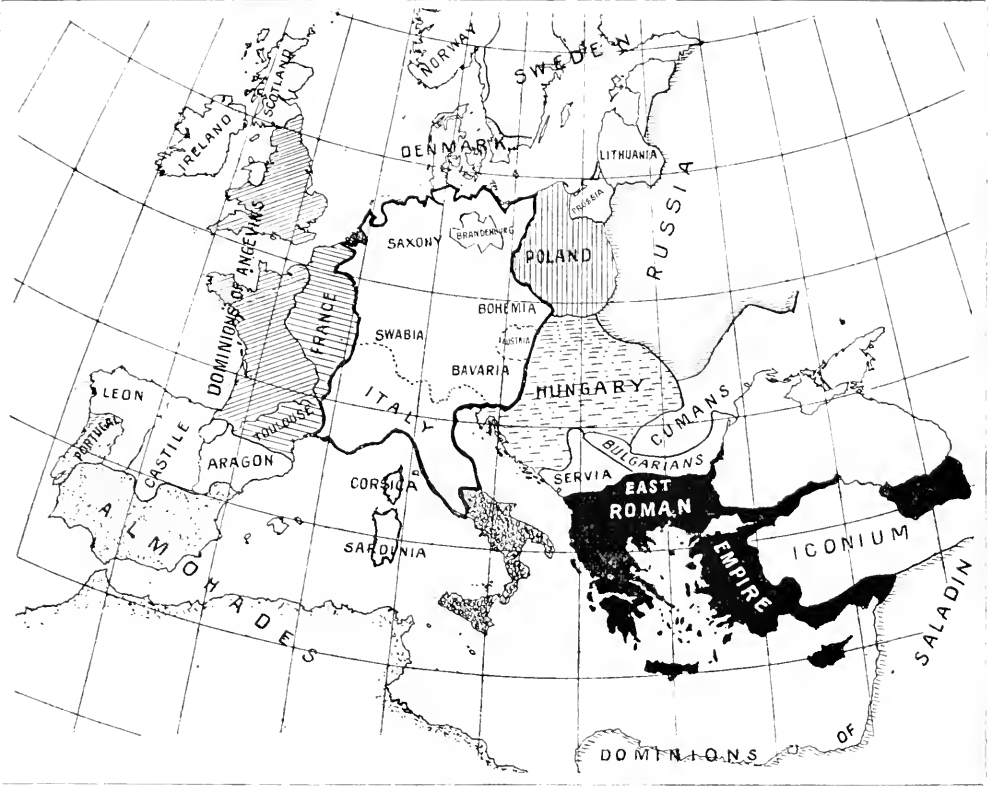 NORWAY
SWEDEN
SCOTLAND
IRELAND
DENMARK
LITHUANIA
PRUSSIA
RUSSIA
SAXONY
BRANDENBURG
POLAND
DOMINIONS OF ANGEVINS
FRANCE
BOHEMIA
AUSTRIA
SWABIA
BAVARIA
HUNGARY
ITALY
CUMANS
BULGARIANS
SERVIA
LEON
PORTUGAL
CASTILE
TOULOUSE
ARAGON
CORSICA
SARDINIA
EAST
ROMAN
EMPIRE
ICONIUM
ALMOHADES
DOMINIONS OF SALADIN